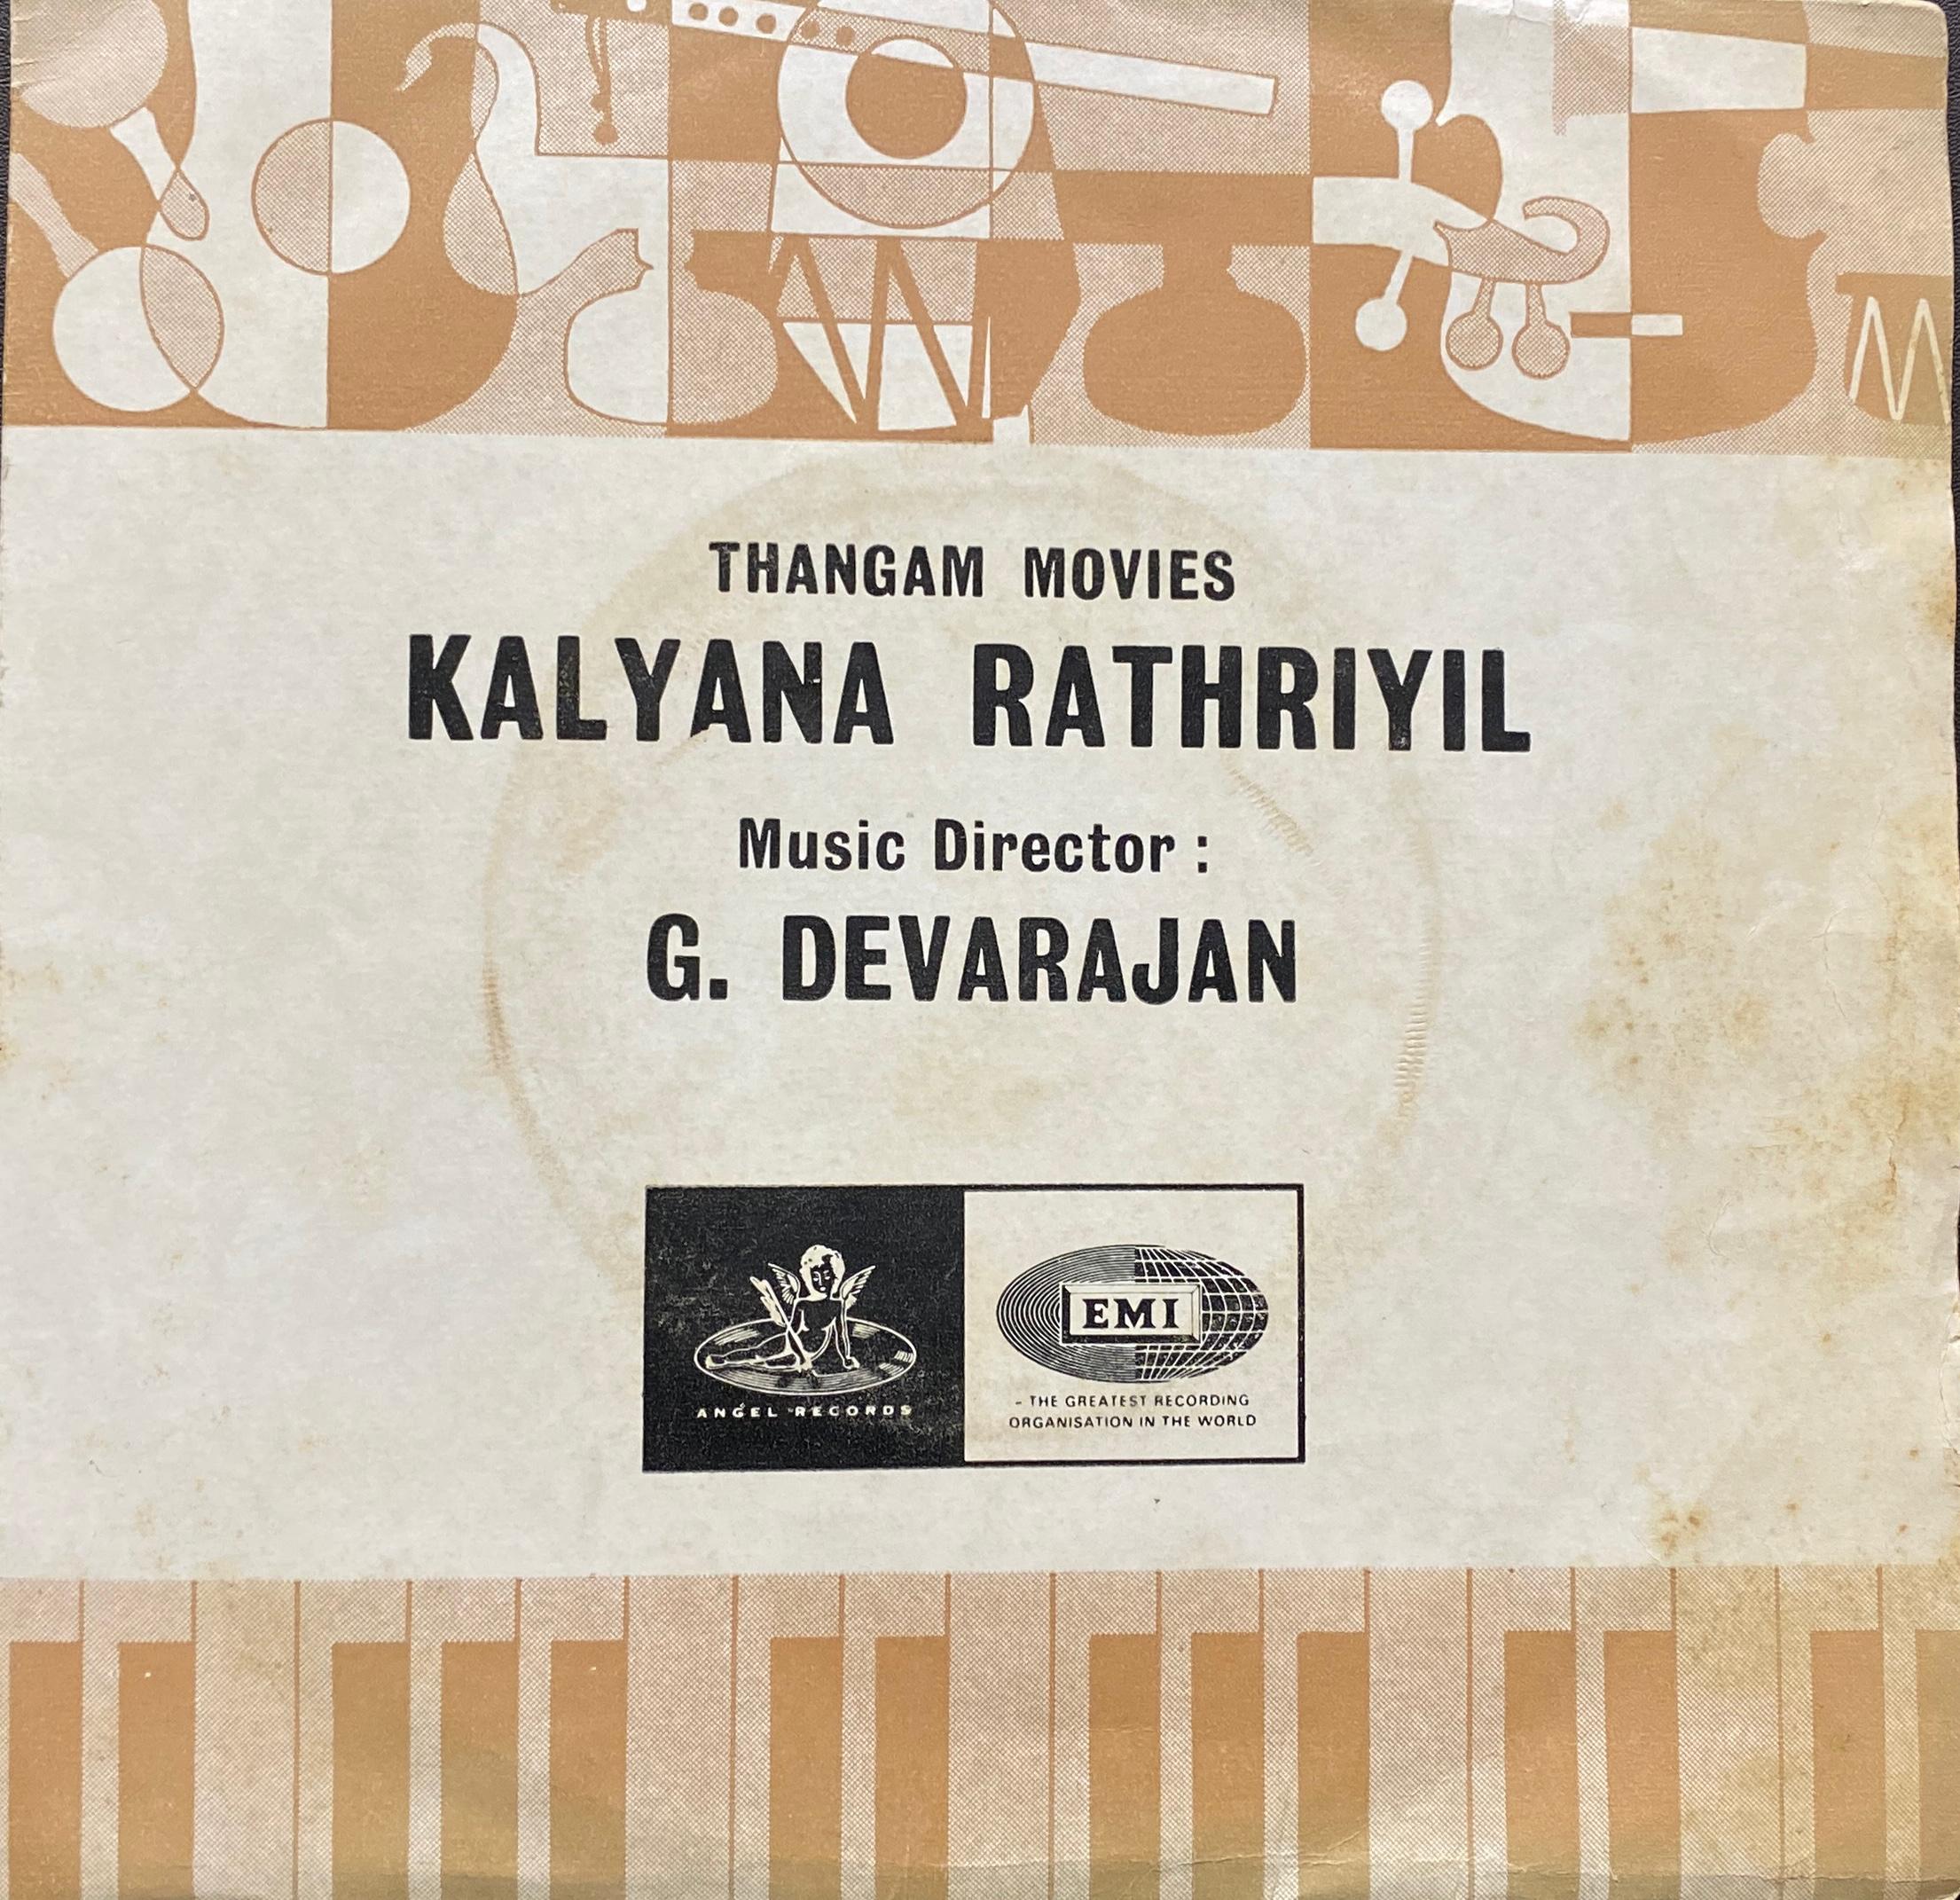 THANGAM MOVIES
KALYANA RATHRIYIL
Music Director :
G. DEVARAJAN
ANGEL RECORDS
EMI
- THE GREATEST RECORDING
ORGANISATION IN THE WORLD